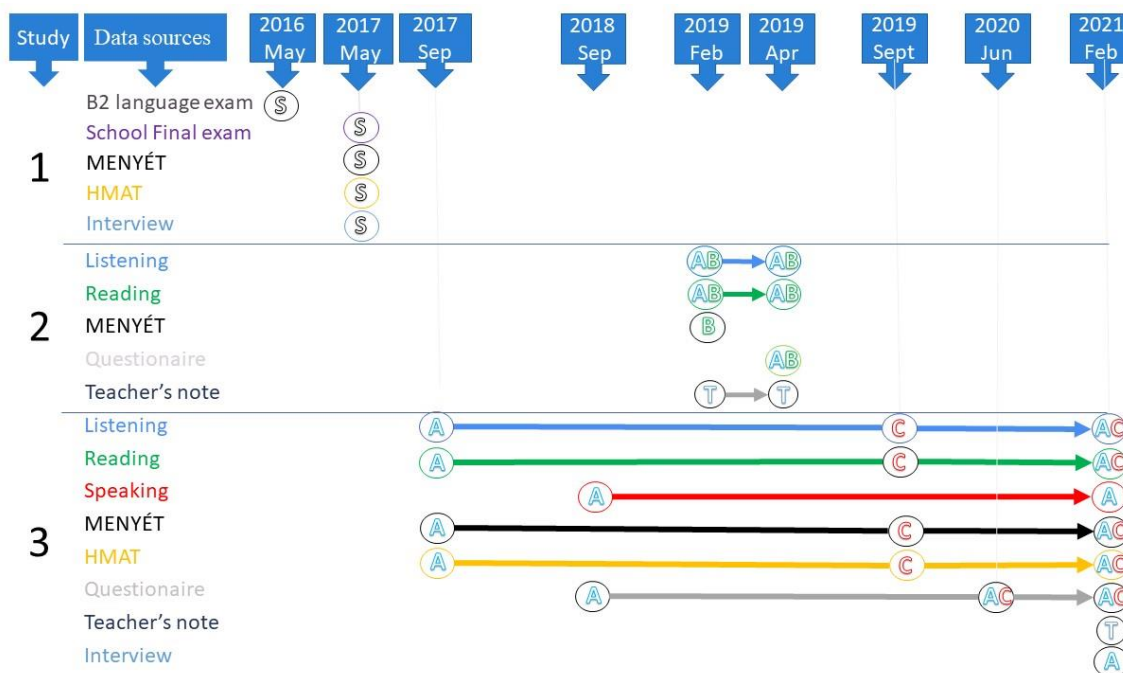 Study Data sources 2016 May 2017 May 2017 Sep 2018 Sep 2019 Feb 2019 Apr 2019 Sept 2020 Jun 2021 Feb
1
B2 language exam S
School Final exam S
MENYÉT S
HMAT S
Interview S
2
Listening AB AB
Reading AB AB
MENYÉT B
Questionaire AB
Teacher's note T T
3
Listening A C AC
Reading A C AC
Speaking A A
MENYÉT A C AC
HMAT A C AC
Questionaire A AC AC
Teacher's note T
Interview A